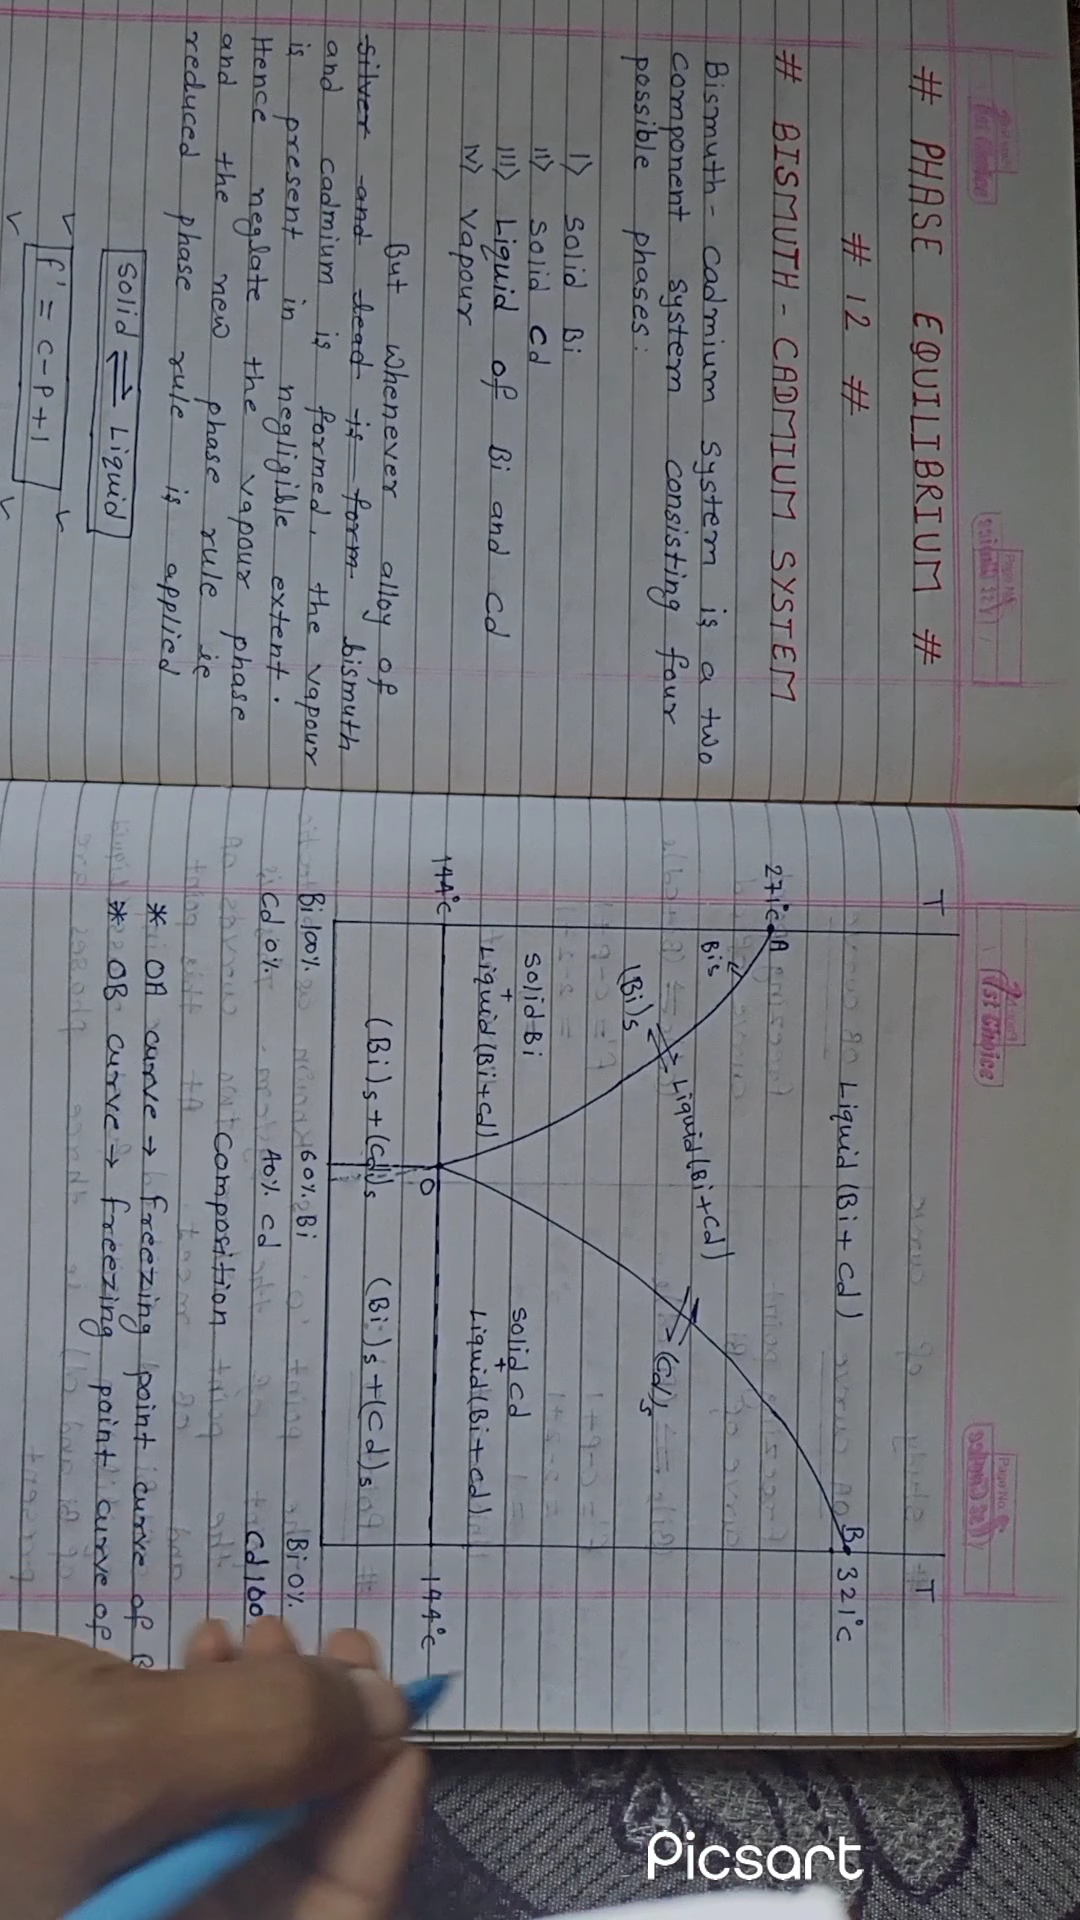 # PHASE EQUILIBRIUM #
# 12 #
# BISMUTH - CADMIUM SYSTEM
Bismuth - cadmium system is a two
component system consisting four
possible phases:
I) Solid Bi
II) Solid Cd
III) Liquid of Bi and Cd
IV) Vapour
But whenever alloy of
silver and lead is form bismuth
and cadmium is formed, the vapour
is present in negligible extent.
Hence neglate the vapour phase
and the new phase rule is
reduced phase rule is applied
Solid ⇌ Liquid
f' = C - P + 1
1st Choice
Page No.
T
T
Liquid (Bi + Cd)
271°C A
B 321°C
Bis
(Bi)s ⇌ Liquid (Bi + Cd)
(Cd)s
Solid Bi
+
Liquid (Bi + Cd)
Solid Cd
+
Liquid (Bi + Cd)
144°C
O
144°C
(Bi)s + (Cd)s
(Bi)s + (Cd)s
Bi 100%
60% Bi
Bi-0%
Cd 0%
40% Cd
Cd 100
Composition
* OA curve → freezing point curve of
* OB curve → freezing point curve of
Picsart